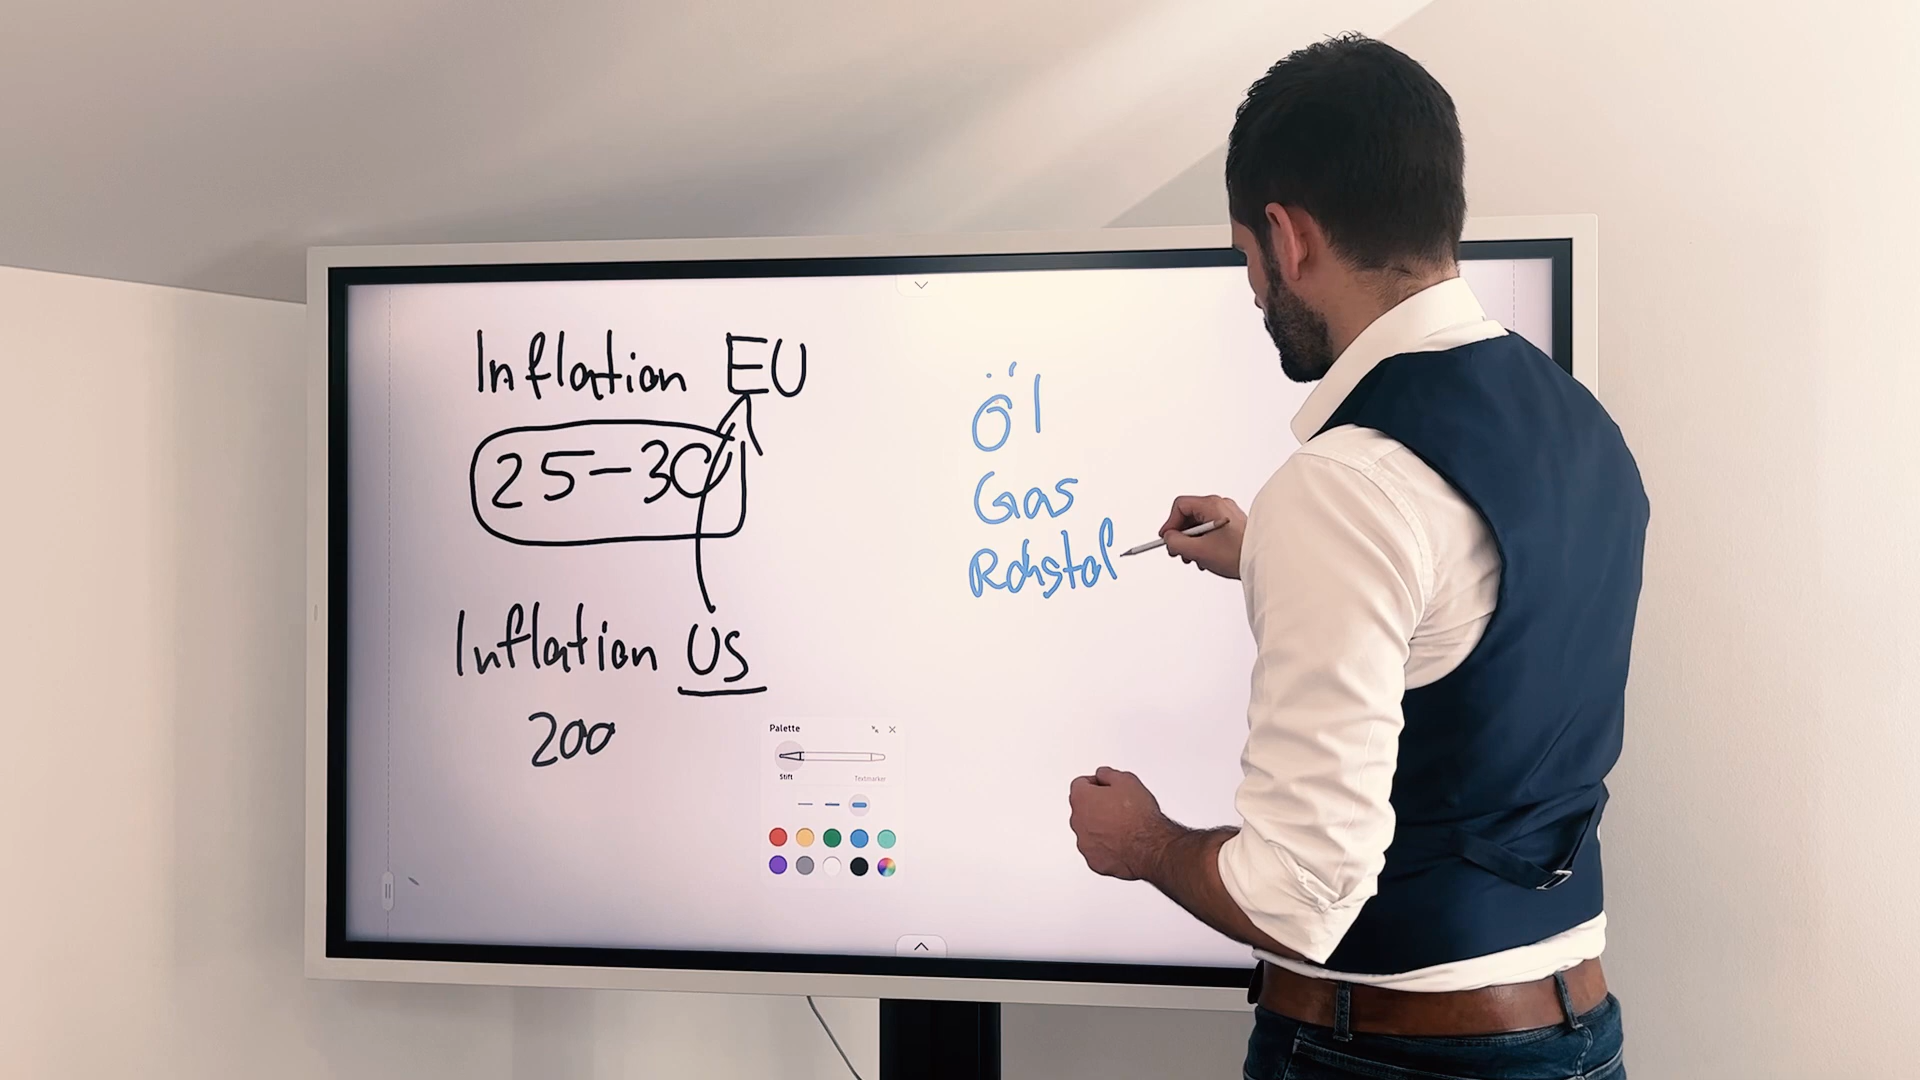 Inflation EU
25-30
Inflation US
200
Öl
Gas
Rohstof
Palette
Stift
Textmarker